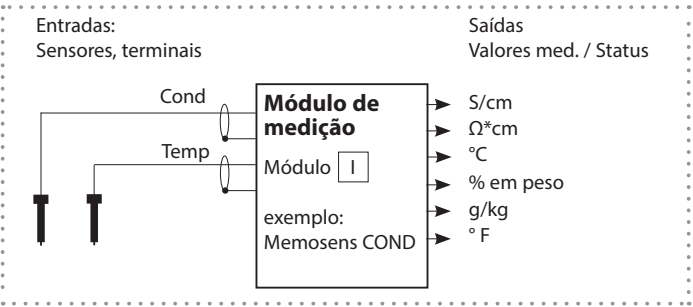 Entradas:
Sensores, terminais
Saídas
Valores med. / Status
Cond
Temp
Módulo de
medição
Módulo I
exemplo:
Memosens COND
S/cm
Ω*cm
°C
% em peso
g/kg
° F